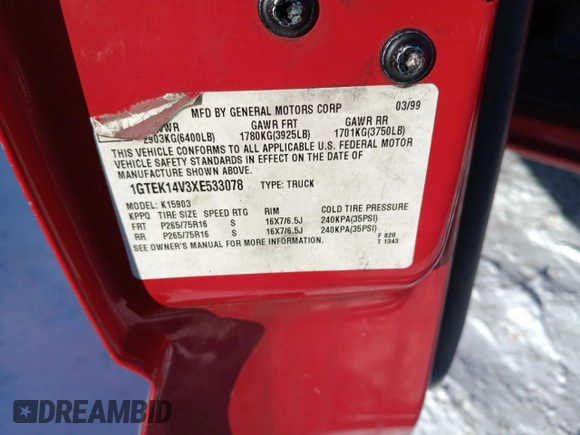 MFD BY GENERAL MOTORS CORP 03/99
GAWR FRT GAWR RR
2903KG(6400LB) 1780KG(3925LB) 1701KG(3750LB)
THIS VEHICLE CONFORMS TO ALL APPLICABLE U.S. FEDERAL MOTOR
VEHICLE SAFETY STANDARDS IN EFFECT ON THE DATE OF
MANUFACTURE SHOWN ABOVE.
1GTEK14V3XE533078 TYPE: TRUCK
MODEL: K15903
KPPQ TIRE SIZE SPEED RTG RIM COLD TIRE PRESSURE
FRT P265/75R16 S 16X7/6.5J 240KPA(35PSI)
RR P265/75R16 S 16X7/6.5J 240KPA(35PSI)
SEE OWNER'S MANUAL FOR MORE INFORMATION.
F 820
T 1343
DREAMBID